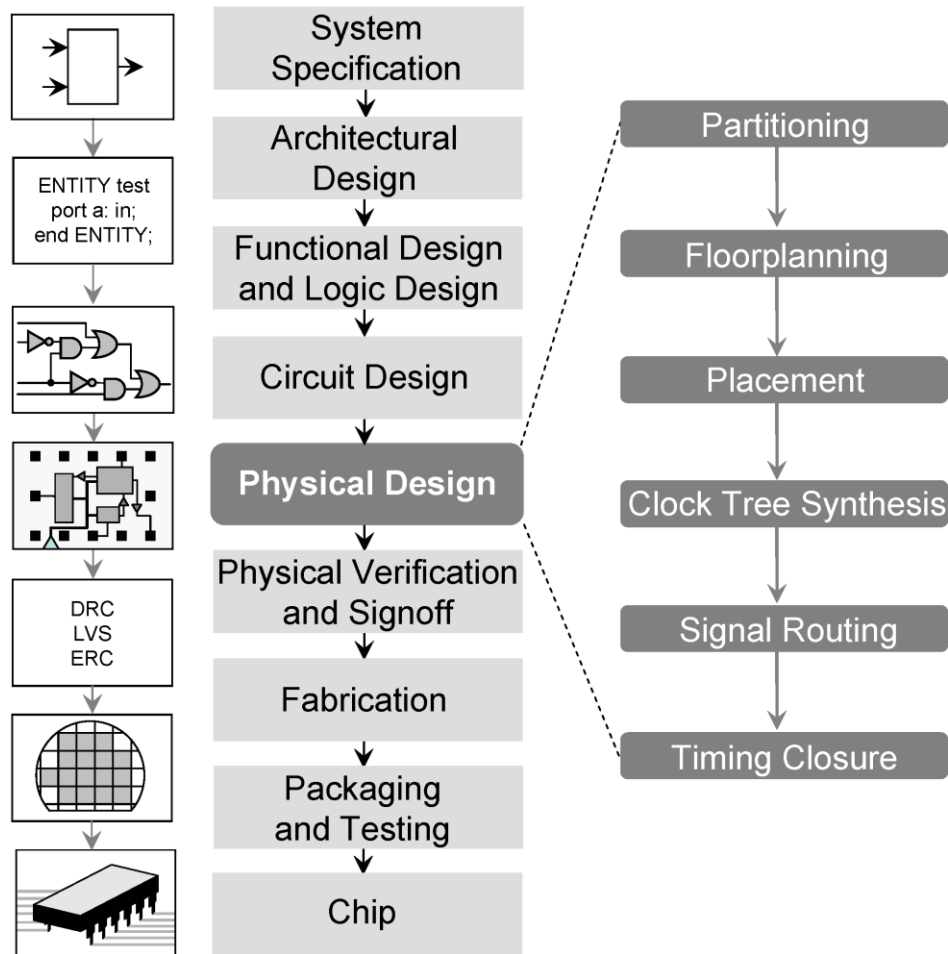 System
Specification
Architectural
Design
Functional Design
and Logic Design
Circuit Design
Physical Design
Physical Verification
and Signoff
Fabrication
Packaging
and Testing
Chip
ENTITY test
port a: in;
end ENTITY;
DRC
LVS
ERC
Partitioning
Floorplanning
Placement
Clock Tree Synthesis
Signal Routing
Timing Closure